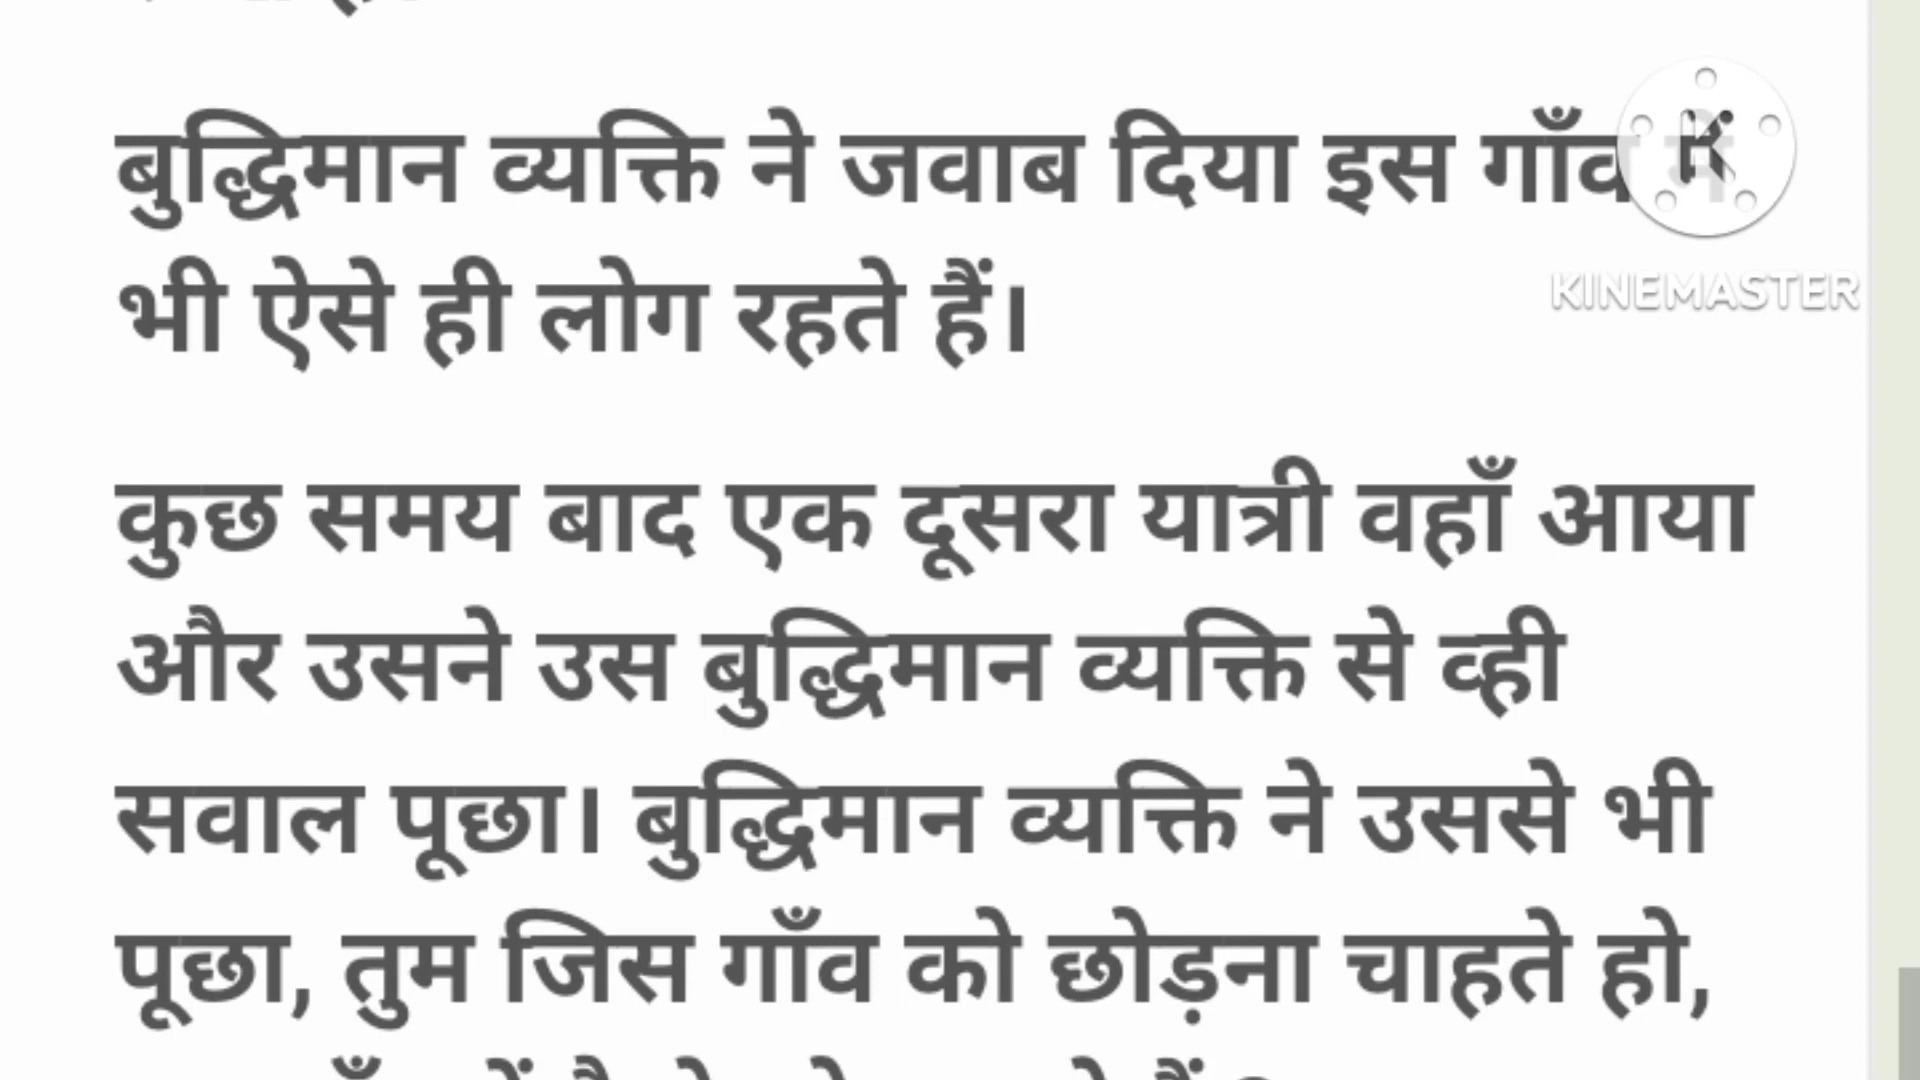 बुद्धिमान व्यक्ति ने जवाब दिया इस गाँव में
भी ऐसे ही लोग रहते हैं।
KINEMASTER
कुछ समय बाद एक दूसरा यात्री वहाँ आया
और उसने उस बुद्धिमान व्यक्ति से व्ही
सवाल पूछा। बुद्धिमान व्यक्ति ने उससे भी
पूछा, तुम जिस गाँव को छोड़ना चाहते हो,